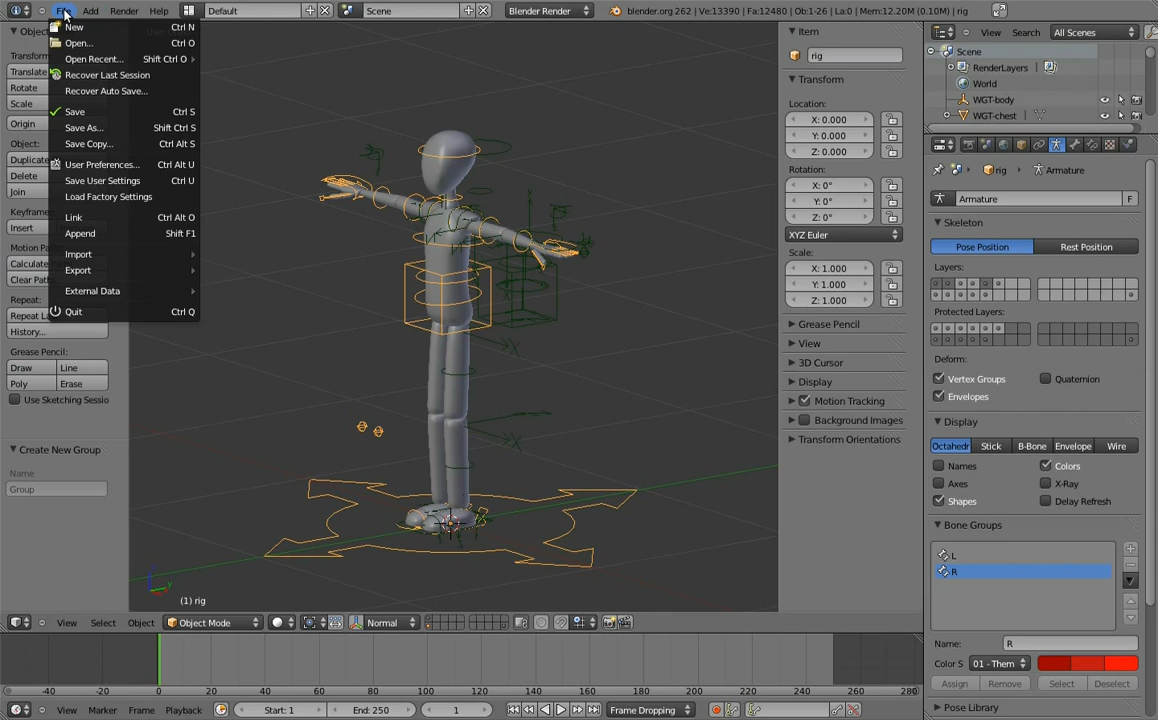 File Add Render Help Default Scene Blender Render blender.org 262 | Ve:13390 | Fa:12480 | Ob:1-26 | La:0 | Mem:12.20M (0.10M) | rig
New Ctrl N
Open... Ctrl O
Open Recent... Shift Ctrl O
Recover Last Session
Recover Auto Save...
Save Ctrl S
Save As... Shift Ctrl S
Save Copy... Ctrl Alt S
User Preferences... Ctrl Alt U
Save User Settings Ctrl U
Load Factory Settings
Link Ctrl Alt O
Append Shift F1
Import
Export
External Data
Quit Ctrl Q
Transform
Translate
Rotate
Scale
Origin
Object:
Duplicate
Delete
Join
Keyframe
Insert
Motion Pa
Calculate
Clear Path
Repeat:
Repeat La
History...
Grease Pencil:
Draw Line
Poly Erase
Use Sketching Sessio
Create New Group
Name
Group
(1) rig
Item
rig
Transform
Location:
X: 0.000
Y: 0.000
Z: 0.000
Rotation:
X: 0°
Y: 0°
Z: 0°
XYZ Euler
Scale:
X: 1.000
Y: 1.000
Z: 1.000
Grease Pencil
View
3D Cursor
Display
Motion Tracking
Background Images
Transform Orientations
View Search All Scenes
Scene
RenderLayers
World
WGT-body
WGT-chest
rig Armature
Armature F
Skeleton
Pose Position Rest Position
Layers:
Protected Layers:
Deform:
Vertex Groups Quaternion
Envelopes
Display
Octahedr Stick B-Bone Envelope Wire
Names Colors
Axes X-Ray
Shapes Delay Refresh
Bone Groups
L
R
Name: R
Color S 01 - Them
Assign Remove Select Deselect
Pose Library
View Select Object Object Mode Normal
-40 -20 0 20 40 60 80 100 120 140 160 180 200 220 240 260 280
View Marker Frame Playback Start: 1 End: 250 1 Frame Dropping